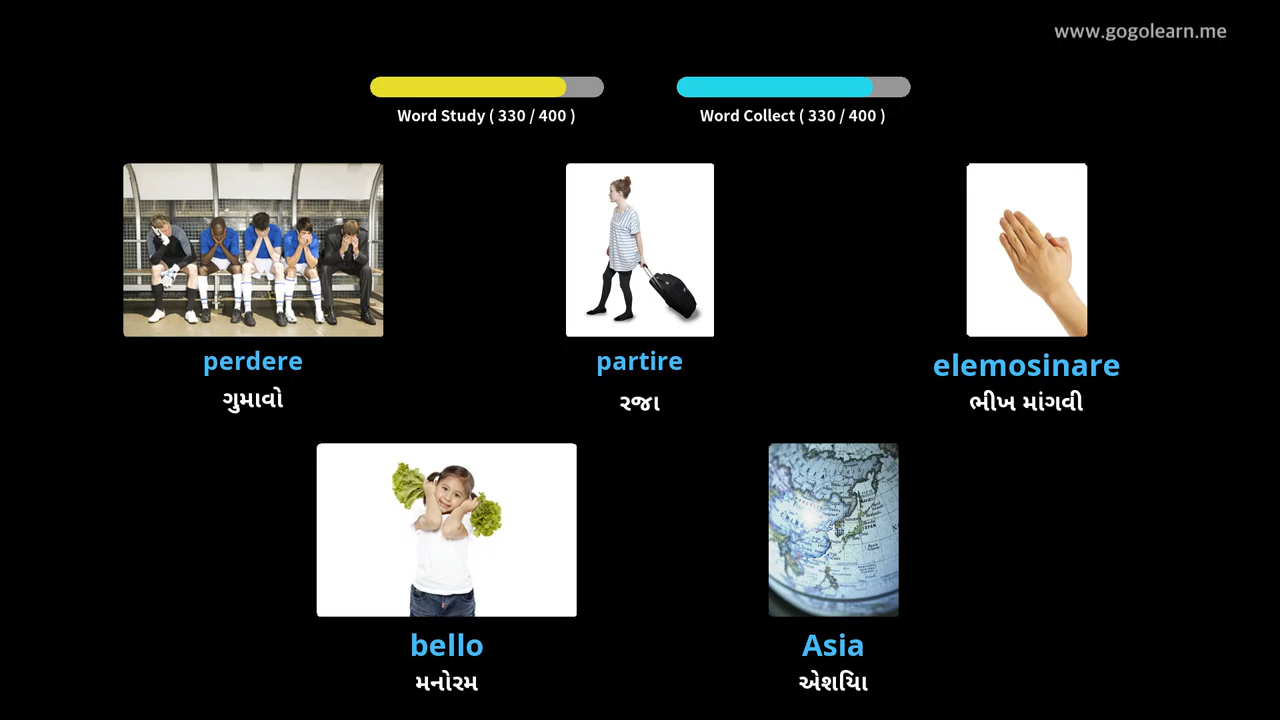 www.gogolearn.me
Word Study ( 330 / 400 )
Word Collect ( 330 / 400 )
perdere
ગુમાવો
partire
રજા
elemosinare
ભીખ માંગવી
bello
મનોરમ
Asia
એશયિા